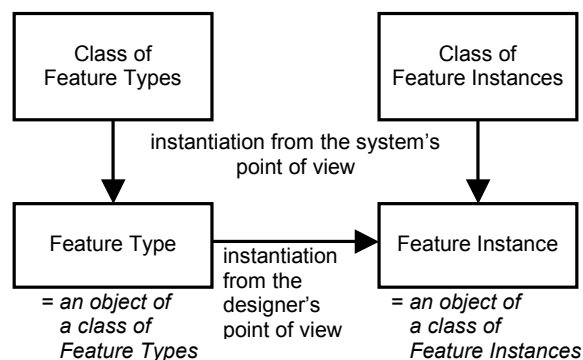 Class of
Feature Types
Class of
Feature Instances
instantiation from the system's
point of view
Feature Type
instantiation
from the
designer's
point of view
Feature Instance
= an object of
a class of
Feature Types
= an object of
a class of
Feature Instances